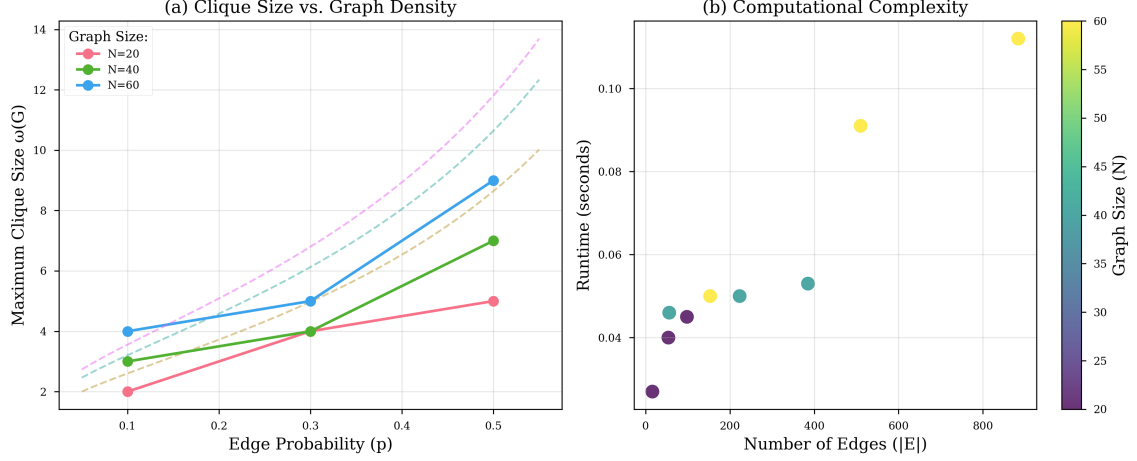 (a) Clique Size vs. Graph Density
Maximum Clique Size ω(G)
14
12
10
8
6
4
2
Graph Size:
N=20
N=40
N=60
0.1
0.2
0.3
0.4
0.5
Edge Probability (p)
(b) Computational Complexity
Runtime (seconds)
0.10
0.08
0.06
0.04
0
200
400
600
800
Number of Edges (|E|)
60
55
50
45
40
35
30
25
20
Graph Size (N)